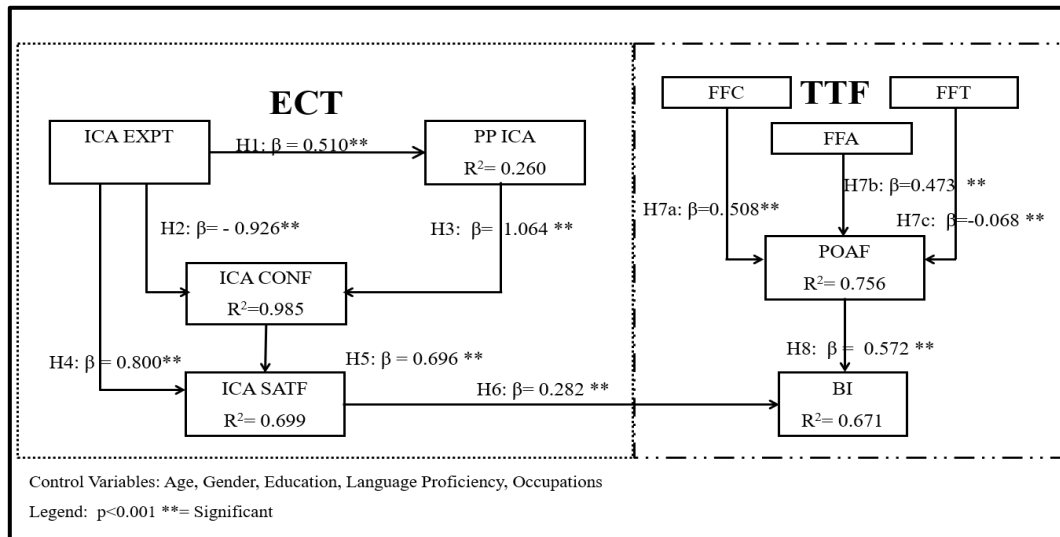 ECT
TTF
FFC
FFT
FFA
ICA EXPT
H1: β = 0.510**
PP ICA
R²= 0.260
H2: β= - 0.926**
H3:  β=  1.064 **
H7a: β=0.508**
H7b: β=0.473  **
H7c:  β=-0.068 **
ICA CONF
R²=0.985
POAF
R²= 0.756
H4: β = 0.800**
H5: β = 0.696 **
H8:  β =  0.572 **
ICA SATF
R²= 0.699
H6: β= 0.282 **
BI
R²= 0.671
Control Variables: Age, Gender, Education, Language Proficiency, Occupations
Legend:  p<0.001 **= Significant